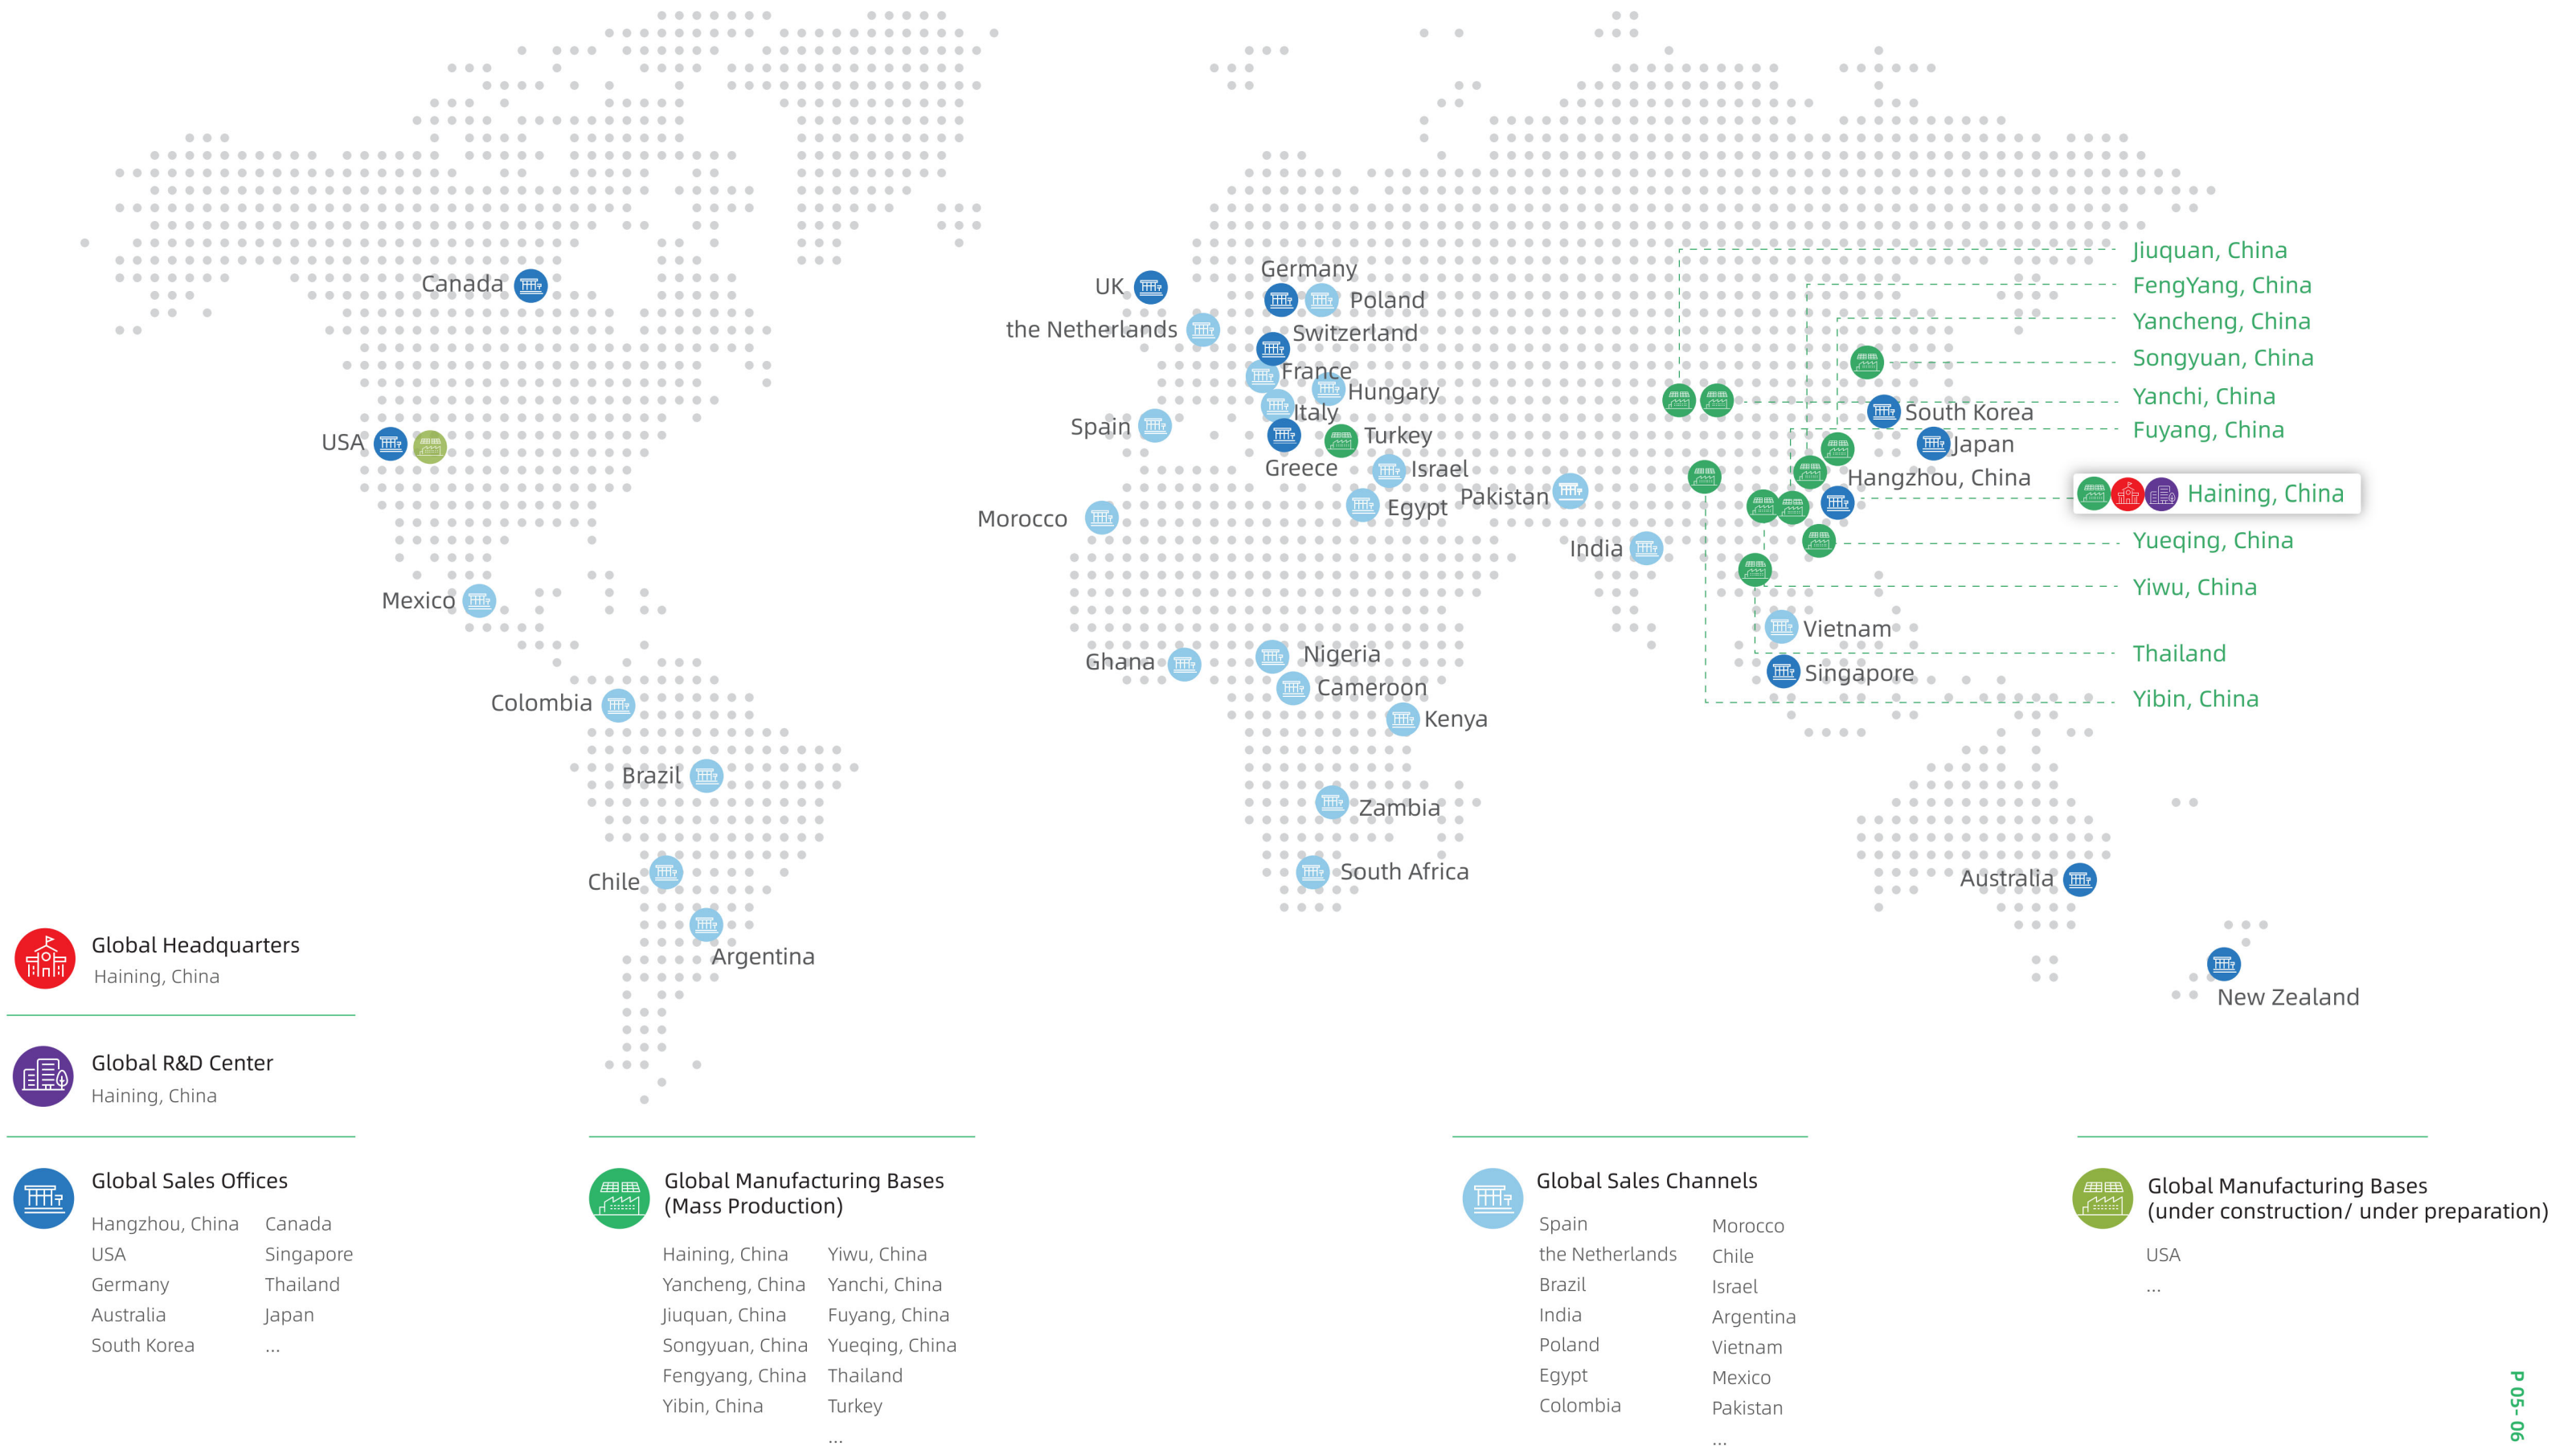 Canada
USA
Mexico
Colombia
Brazil
Chile
Argentina
UK
Germany
Poland
the Netherlands
Switzerland
France
Hungary
Italy
Spain
Turkey
Greece
Israel
Egypt
Pakistan
Morocco
India
Ghana
Nigeria
Cameroon
Kenya
Zambia
South Africa
South Korea
Japan
Hangzhou, China
Vietnam
Singapore
Australia
New Zealand
Jiuquan, China
FengYang, China
Yancheng, China
Songyuan, China
Yanchi, China
Fuyang, China
Haining, China
Yueqing, China
Yiwu, China
Thailand
Yibin, China
Global Headquarters
Haining, China
Global R&D Center
Haining, China
Global Sales Offices
Hangzhou, China
USA
Germany
Australia
South Korea
Canada
Singapore
Thailand
Japan
...
Global Manufacturing Bases
(Mass Production)
Haining, China
Yancheng, China
Jiuquan, China
Songyuan, China
Fengyang, China
Yibin, China
Yiwu, China
Yanchi, China
Fuyang, China
Yueqing, China
Thailand
Turkey
...
Global Sales Channels
Spain
the Netherlands
Brazil
India
Poland
Egypt
Colombia
Morocco
Chile
Israel
Argentina
Vietnam
Mexico
Pakistan
...
Global Manufacturing Bases
(under construction/ under preparation)
USA
...
P 05- 06